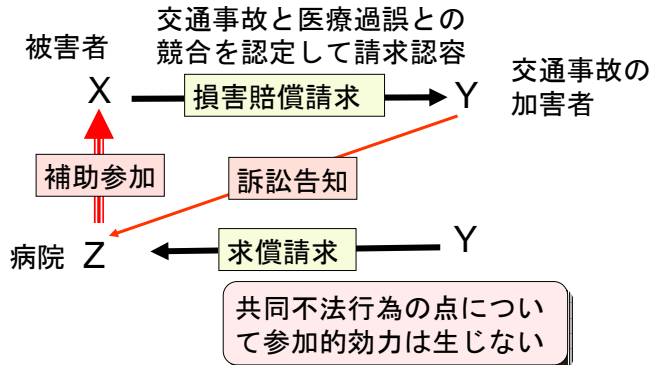 交通事故と医療過誤との
競合を認定して請求認容
被害者
X
損害賠償請求
Y
交通事故の
加害者
補助参加
訴訟告知
病院 Z
求償請求
Y
共同不法行為の点につい
て参加的効力は生じない